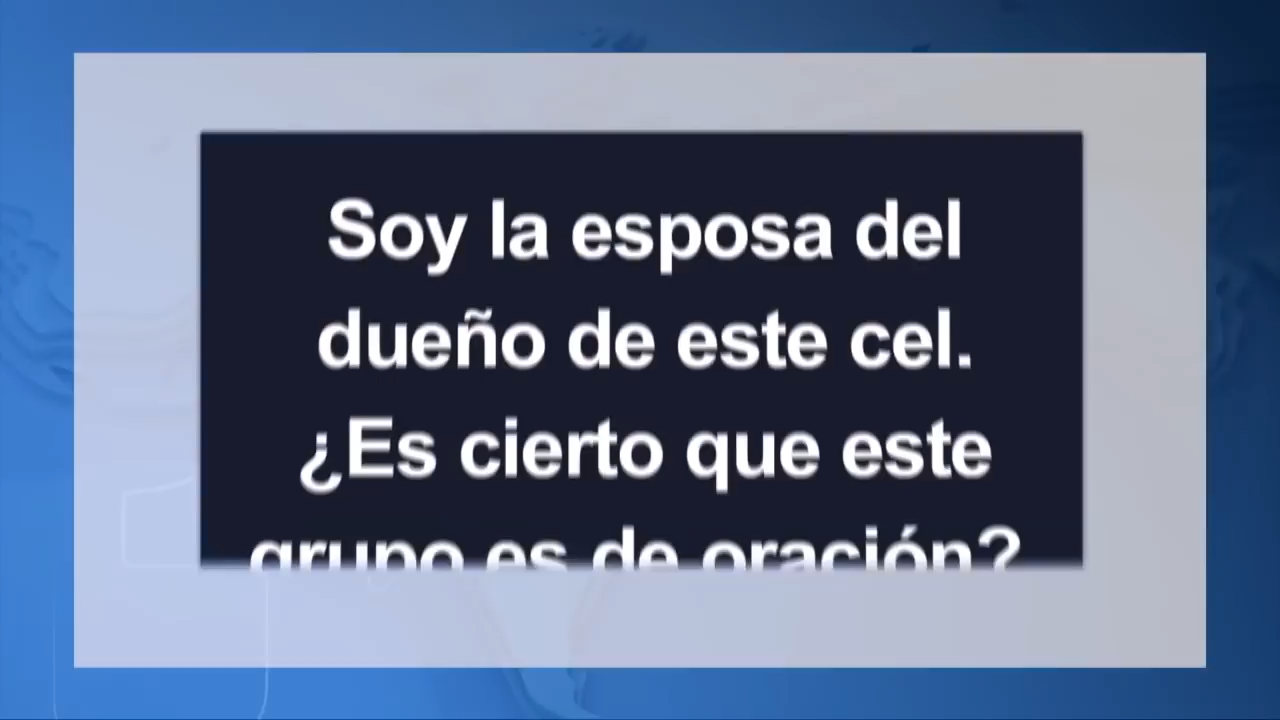 Soy la esposa del
dueño de este cel.
¿Es cierto que este
grupo es de oración?